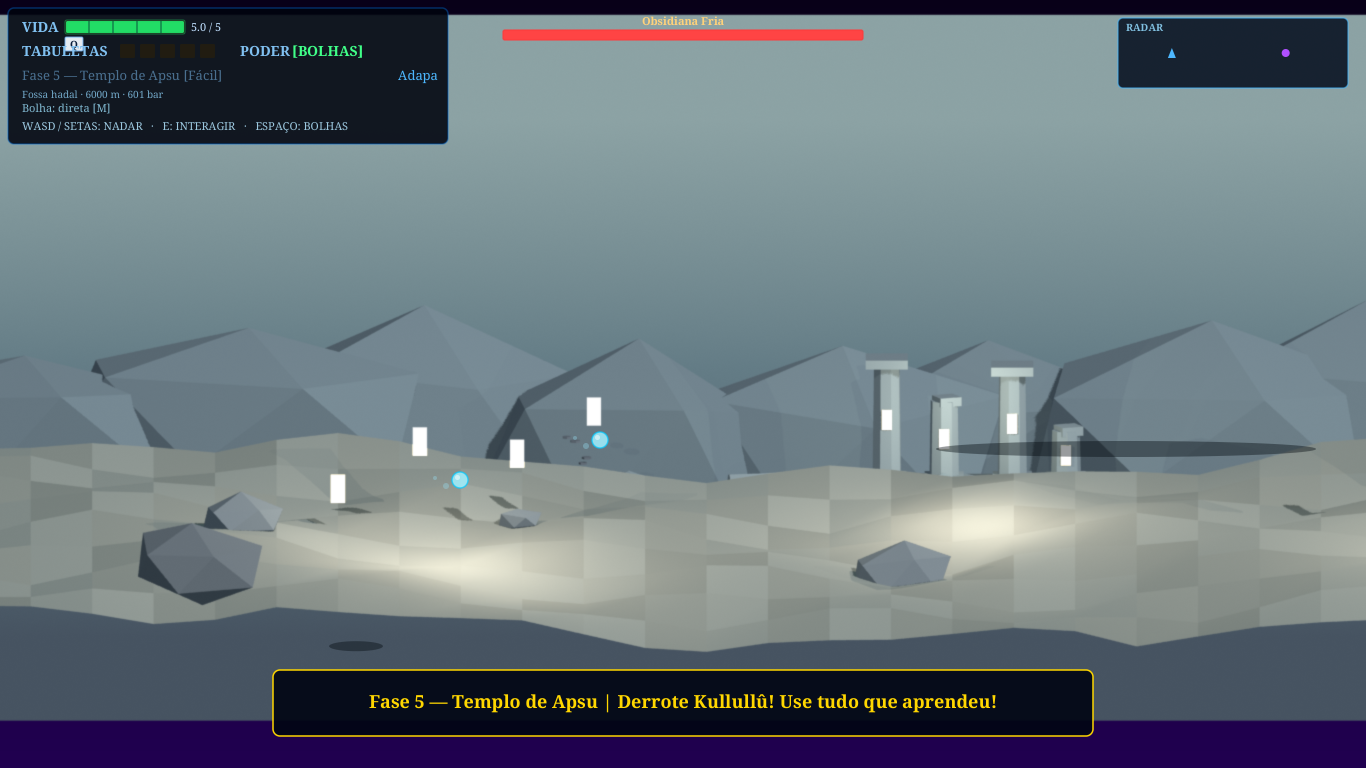 VIDA 5.0 / 5
Q
TABULETAS PODER [BOLHAS]
Fase 5 — Templo de Apsu [Fácil] Adapa
Fossa hadal · 6000 m · 601 bar
Bolha: direta [M]
WASD / SETAS: NADAR · E: INTERAGIR · ESPAÇO: BOLHAS
Obsidiana Fria
RADAR
Fase 5 — Templo de Apsu | Derrote Kullullû! Use tudo que aprendeu!